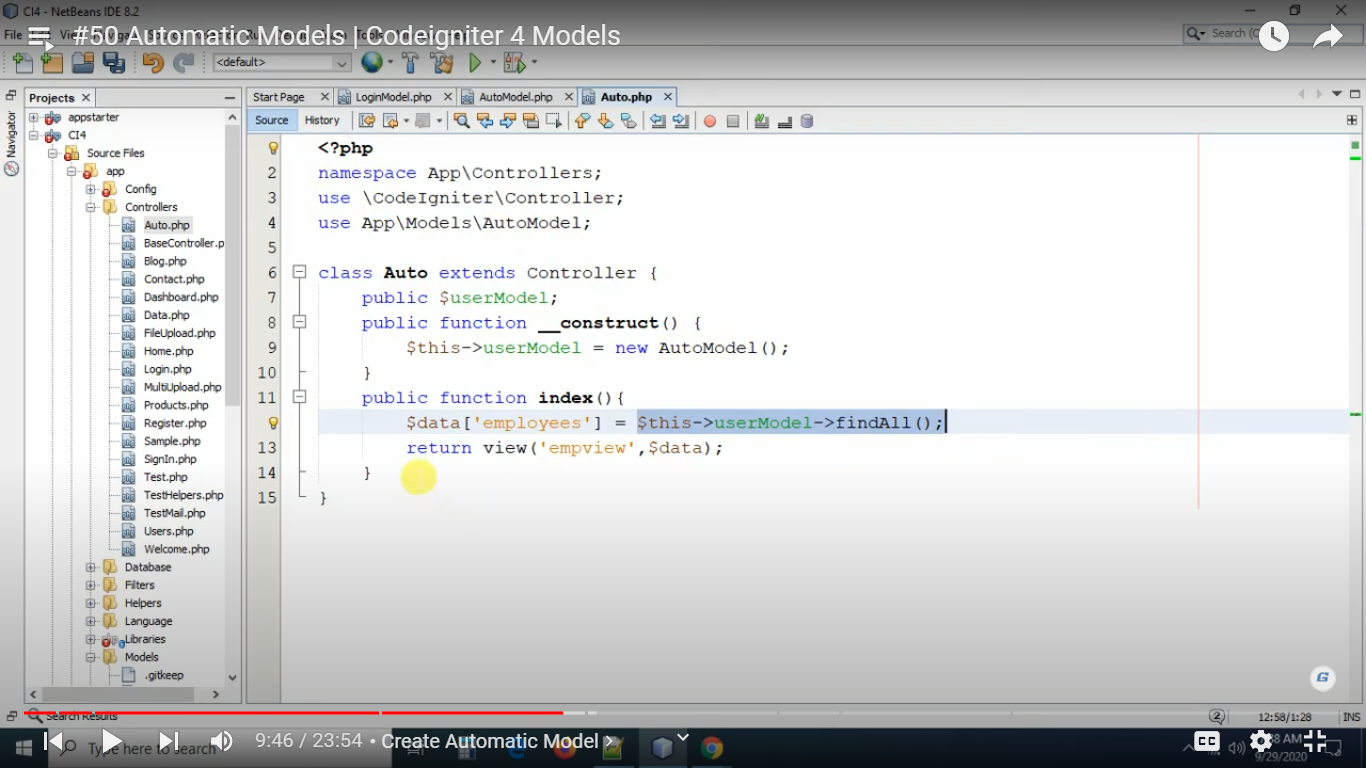 CI4 - NetBeans IDE 8.2
#50 Automatic Models | Codeigniter 4 Models
File
Search (C
<default>
Projects
Start Page
LoginModel.php
AutoModel.php
Auto.php
Navigator
Source
History
appstarter
CI4
Source Files
app
Config
Controllers
Auto.php
BaseController.p
Blog.php
Contact.php
Dashboard.php
Data.php
FileUpload.php
Home.php
Login.php
MultiUpload.php
Products.php
Register.php
Sample.php
SignIn.php
Test.php
TestHelpers.php
TestMail.php
Users.php
Welcome.php
Database
Filters
Helpers
Language
Libraries
Models
.gitkeep
<?php
2 namespace App\Controllers;
3 use \CodeIgniter\Controller;
4 use App\Models\AutoModel;
5
6 class Auto extends Controller {
7 public $userModel;
8 public function __construct() {
9 $this->userModel = new AutoModel();
10 }
11 public function index(){
$data['employees'] = $this->userModel->findAll();
13 return view('empview',$data);
14 }
15 }
G
Search Results
2
12:58/1:28
INS
Type here to search
9:46 / 23:54 • Create Automatic Model
CC
AM
9/29/2020